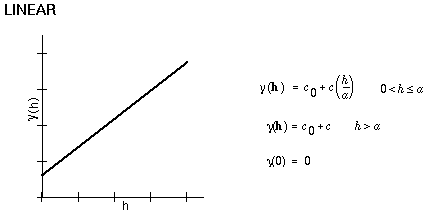 LINEAR
γ(h)
h
γ(h) = c₀ + c(h/a) 0 < h ≤ a
γ(h) = c₀ + c h > a
γ(0) = 0